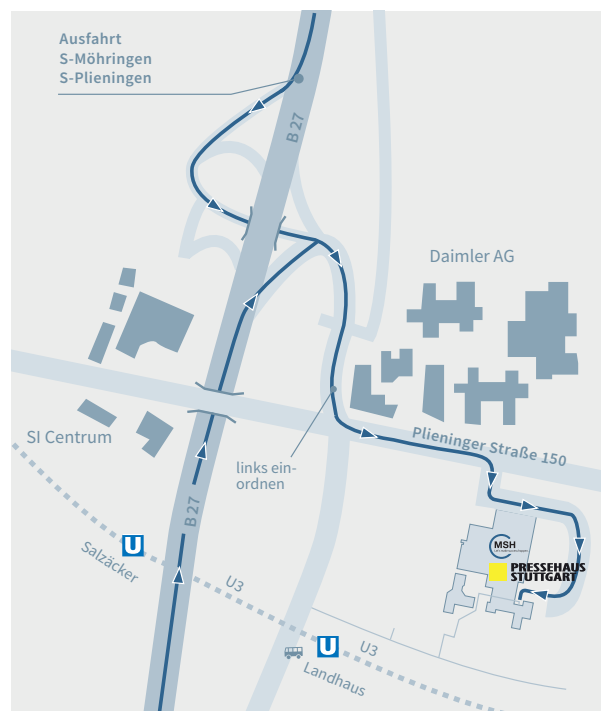 Ausfahrt
S-Möhringen
S-Plieningen
B 27
Daimler AG
SI Centrum
links ein-
ordnen
Plieninger Straße 150
B 27
U
Salzäcker
U3
MSH
PRESSEHAUS
STUTTGART
U
U3
Landhaus